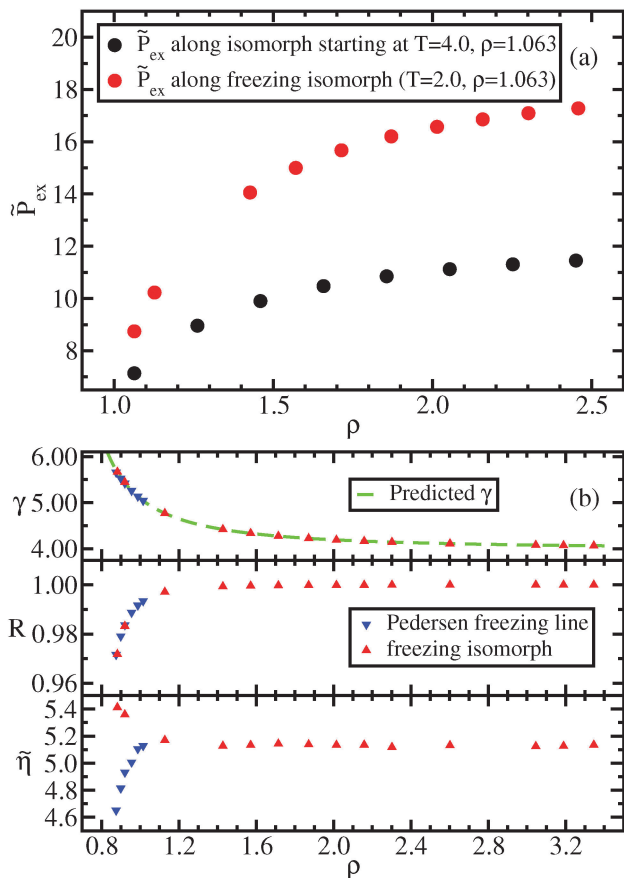 20
18
16
14
12
10
8
P̃ex
P̃ex along isomorph starting at T=4.0, ρ=1.063
P̃ex along freezing isomorph (T=2.0, ρ=1.063)
(a)
1.0 1.5 2.0 2.5
ρ
6.00
5.00
4.00
γ
Predicted γ
(b)
1.00
0.98
0.96
R
Pedersen freezing line
freezing isomorph
5.4
5.2
5.0
4.8
4.6
η̃
0.8 1.2 1.6 2.0 2.4 2.8 3.2
ρ